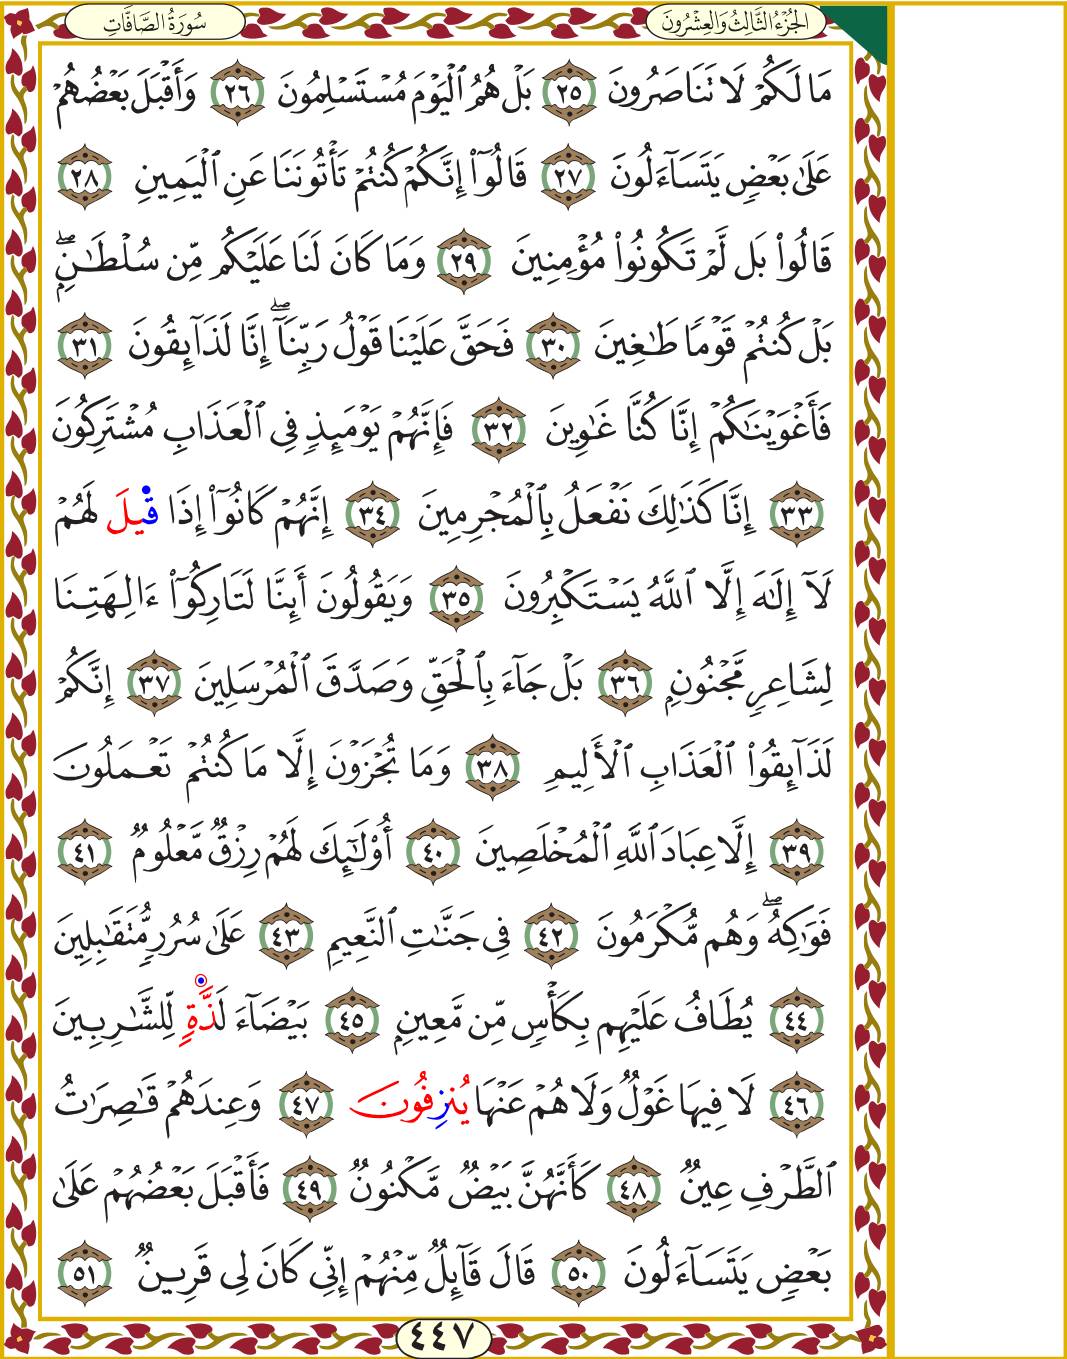 الجُزْءُ الثَّالِثُ وَالعِشْرُونَ
سُورَةُ الصَّافَّاتِ
مَا لَكُمْ لَا تَنَاصَرُونَ ٢٥ بَلْ هُمُ ٱلْيَوْمَ مُسْتَسْلِمُونَ ٢٦ وَأَقْبَلَ بَعْضُهُمْ
عَلَىٰ بَعْضٖ يَتَسَآءَلُونَ ٢٧ قَالُوٓاْ إِنَّكُمْ كُنتُمْ تَأْتُونَنَا عَنِ ٱلْيَمِينِ ٢٨
قَالُواْ بَل لَّمْ تَكُونُواْ مُؤْمِنِينَ ٢٩ وَمَا كَانَ لَنَا عَلَيْكُم مِّن سُلْطَٰنِۭۖ
بَلْ كُنتُمْ قَوْمٗا طَٰغِينَ ٣٠ فَحَقَّ عَلَيْنَا قَوْلُ رَبِّنَآۖ إِنَّا لَذَآئِقُونَ ٣١
فَأَغْوَيْنَٰكُمْ إِنَّا كُنَّا غَٰوِينَ ٣٢ فَإِنَّهُمْ يَوْمَئِذٖ فِي ٱلْعَذَابِ مُشْتَرِكُونَ
٣٣ إِنَّا كَذَٰلِكَ نَفْعَلُ بِٱلْمُجْرِمِينَ ٣٤ إِنَّهُمْ كَانُوٓاْ إِذَا قِيلَ لَهُمْ
لَآ إِلَٰهَ إِلَّا ٱللَّهُ يَسْتَكْبِرُونَ ٣٥ وَيَقُولُونَ أَئِنَّا لَتَارِكُوٓاْ ءَالِهَتِنَا
لِشَاعِرٖ مَّجْنُونِۭ ٣٦ بَلْ جَآءَ بِٱلْحَقِّ وَصَدَّقَ ٱلْمُرْسَلِينَ ٣٧ إِنَّكُمْ
لَذَآئِقُواْ ٱلْعَذَابِ ٱلْأَلِيمِ ٣٨ وَمَا تُجْزَوْنَ إِلَّا مَا كُنتُمْ تَعْمَلُونَ
٣٩ إِلَّا عِبَادَ ٱللَّهِ ٱلْمُخْلَصِينَ ٤٠ أُوْلَٰٓئِكَ لَهُمْ رِزْقٞ مَّعْلُومٞ ٤١
فَوَٰكِهُۖ وَهُم مُّكْرَمُونَ ٤٢ فِي جَنَّٰتِ ٱلنَّعِيمِ ٤٣ عَلَىٰ سُرُرٖ مُّتَقَٰبِلِينَ
٤٤ يُطَافُ عَلَيْهِم بِكَأْسٖ مِّن مَّعِينِۭ ٤٥ بَيْضَآءَ لَذَّةٖ لِّلشَّٰرِبِينَ
٤٦ لَا فِيهَا غَوْلٞ وَلَا هُمْ عَنْهَا يُنزِفُونَ ٤٧ وَعِندَهُمْ قَٰصِرَٰتُ
ٱلطَّرْفِ عِينٞ ٤٨ كَأَنَّهُنَّ بَيْضٞ مَّكْنُونٞ ٤٩ فَأَقْبَلَ بَعْضُهُمْ عَلَىٰ
بَعْضٖ يَتَسَآءَلُونَ ٥٠ قَالَ قَآئِلٞ مِّنْهُمْ إِنِّي كَانَ لِي قَرِينٞ ٥١
٤٤٧